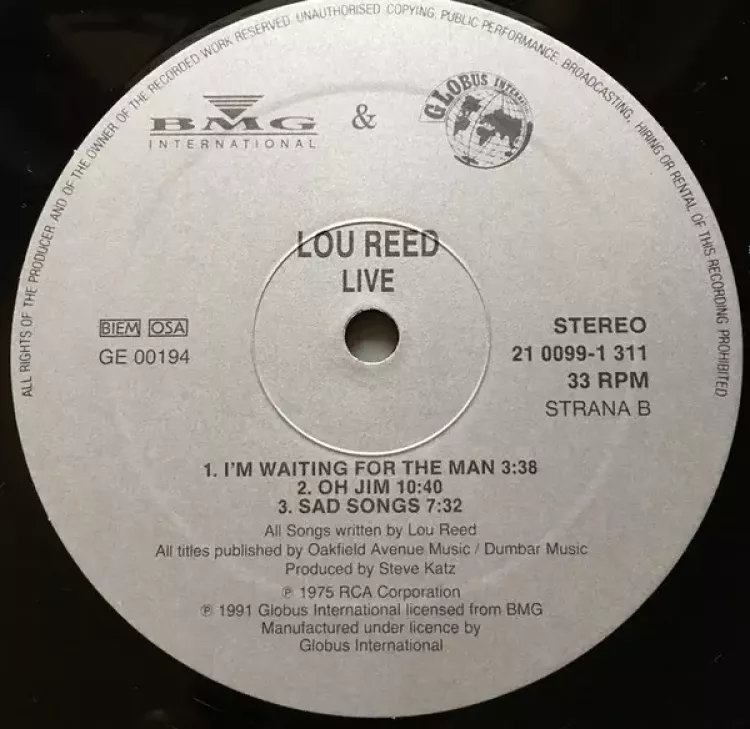 ALL RIGHTS OF THE PRODUCER AND OF THE OWNER OF THE RECORDED WORK RESERVED. UNAUTHORISED COPYING, PUBLIC PERFORMANCE, BROADCASTING, HIRING OR RENTAL OF THIS RECORDING PROHIBITED
BMG
INTERNATIONAL
&
GLOBUS
LOU REED
LIVE
BIEM OSA
GE 00194
STEREO
21 0099-1 311
33 RPM
STRANA B
1. I'M WAITING FOR THE MAN 3:38
2. OH JIM 10:40
3. SAD SONGS 7:32
All Songs written by Lou Reed
All titles published by Oakfield Avenue Music / Dumbar Music
Produced by Steve Katz
℗ 1975 RCA Corporation
℗ 1991 Globus International licensed from BMG
Manufactured under licence by
Globus International